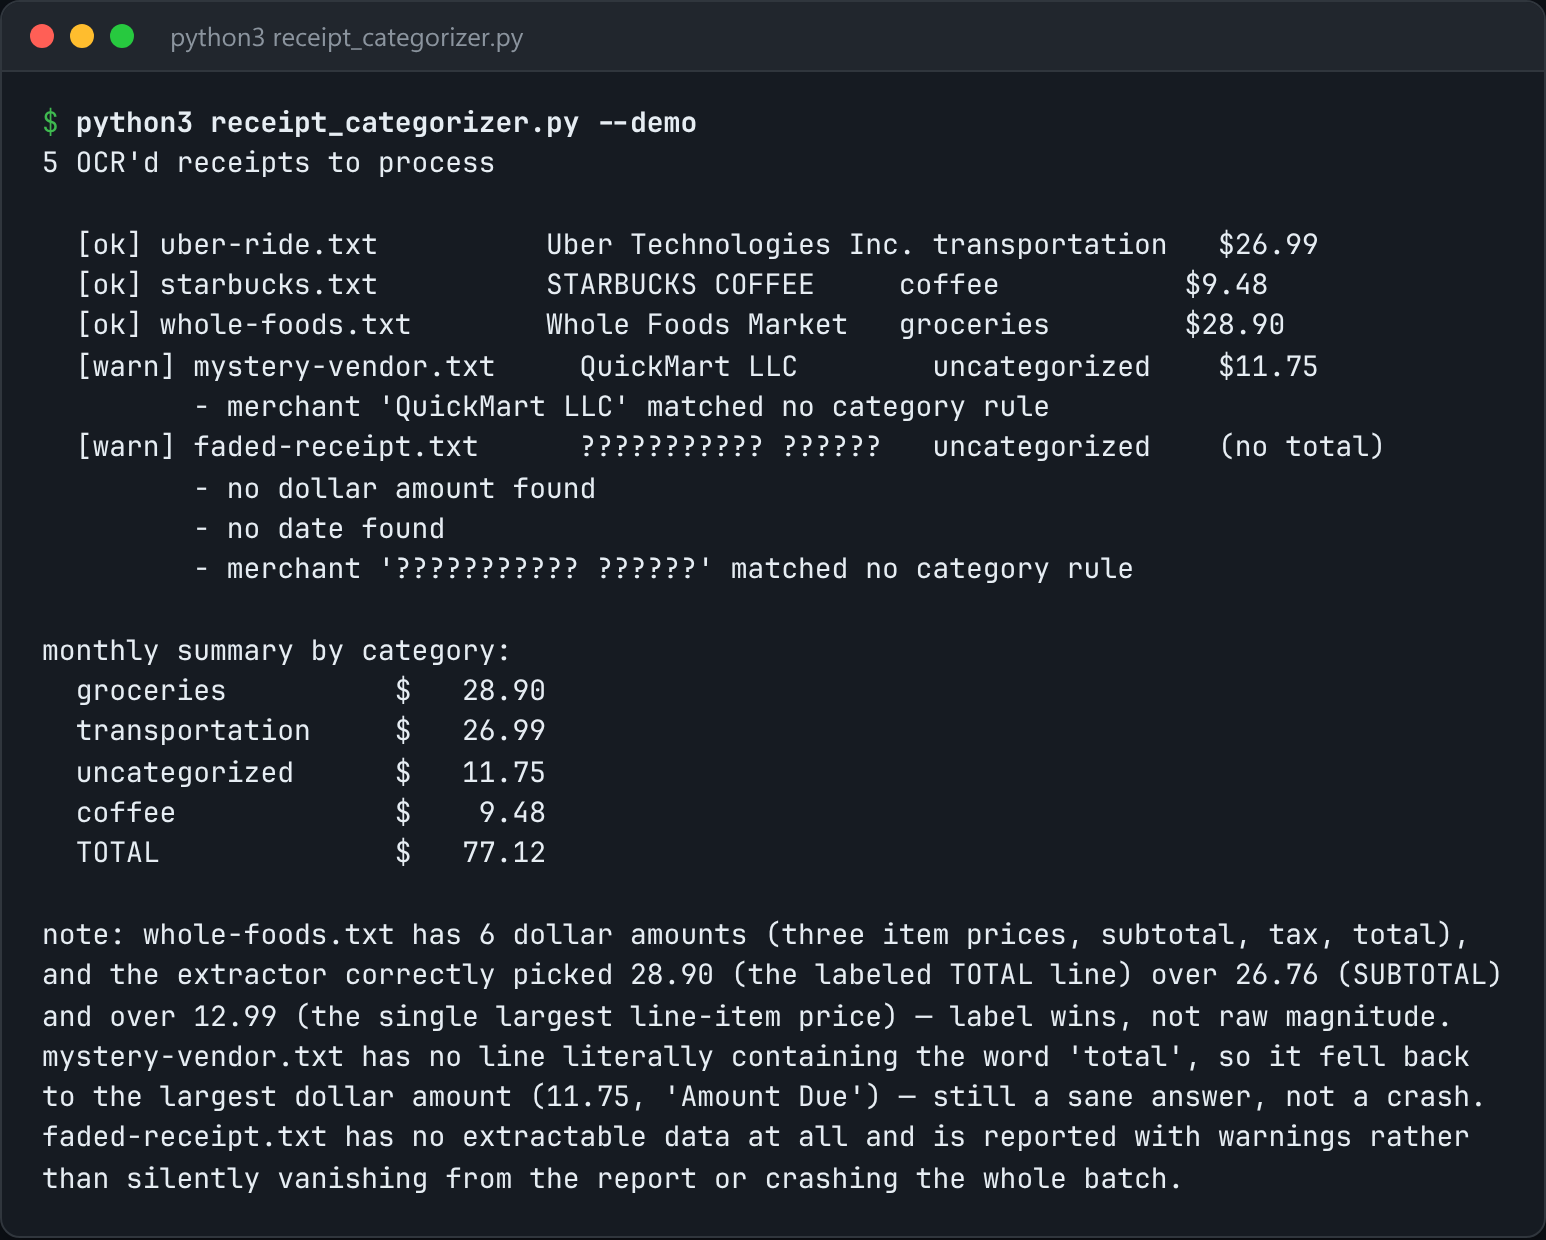 python3 receipt_categorizer.py
$ python3 receipt_categorizer.py --demo
5 OCR'd receipts to process
[ok] uber-ride.txt          Uber Technologies Inc. transportation   $26.99
[ok] starbucks.txt          STARBUCKS COFFEE     coffee           $9.48
[ok] whole-foods.txt        Whole Foods Market   groceries        $28.90
[warn] mystery-vendor.txt     QuickMart LLC        uncategorized    $11.75
- merchant 'QuickMart LLC' matched no category rule
[warn] faded-receipt.txt      ??????????? ??????   uncategorized    (no total)
- no dollar amount found
- no date found
- merchant '??????????? ??????' matched no category rule
monthly summary by category:
groceries          $   28.90
transportation     $   26.99
uncategorized      $   11.75
coffee             $    9.48
TOTAL              $   77.12
note: whole-foods.txt has 6 dollar amounts (three item prices, subtotal, tax, total),
and the extractor correctly picked 28.90 (the labeled TOTAL line) over 26.76 (SUBTOTAL)
and over 12.99 (the single largest line-item price) — label wins, not raw magnitude.
mystery-vendor.txt has no line literally containing the word 'total', so it fell back
to the largest dollar amount (11.75, 'Amount Due') — still a sane answer, not a crash.
faded-receipt.txt has no extractable data at all and is reported with warnings rather
than silently vanishing from the report or crashing the whole batch.